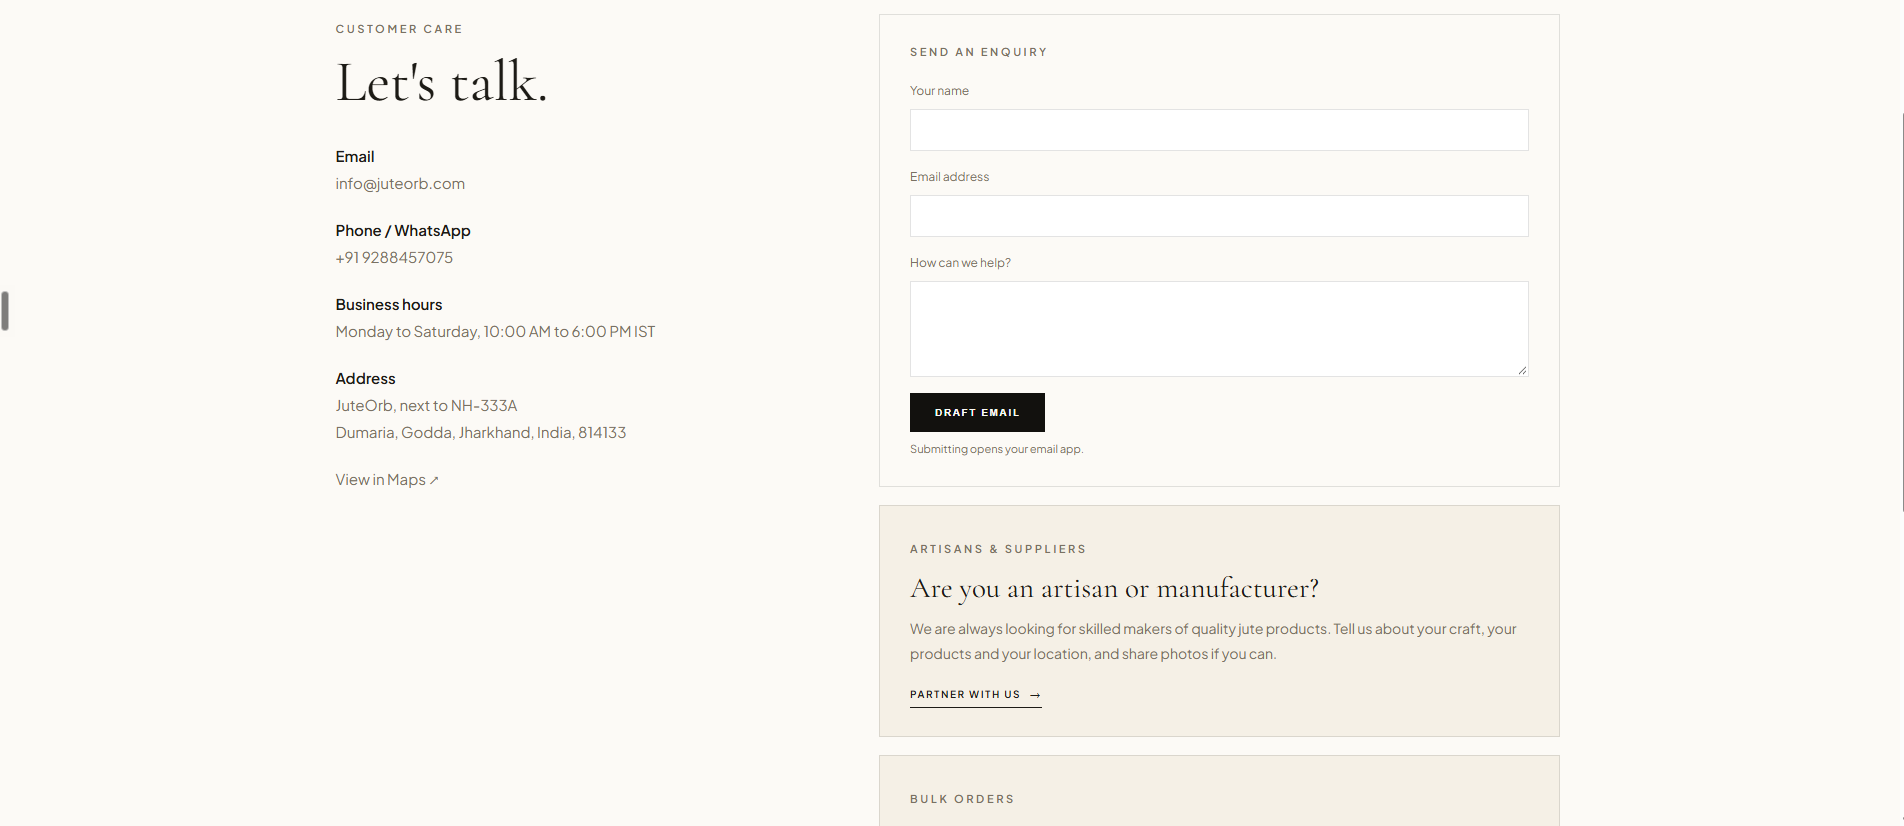 CUSTOMER CARE
Let's talk.
Email
info@juteorb.com
Phone / WhatsApp
+91 9288457075
Business hours
Monday to Saturday, 10:00 AM to 6:00 PM IST
Address
JuteOrb, next to NH-333A
Dumaria, Godda, Jharkhand, India, 814133
View in Maps ↗
SEND AN ENQUIRY
Your name
Email address
How can we help?
DRAFT EMAIL
Submitting opens your email app.
ARTISANS & SUPPLIERS
Are you an artisan or manufacturer?
We are always looking for skilled makers of quality jute products. Tell us about your craft, your
products and your location, and share photos if you can.
PARTNER WITH US →
BULK ORDERS